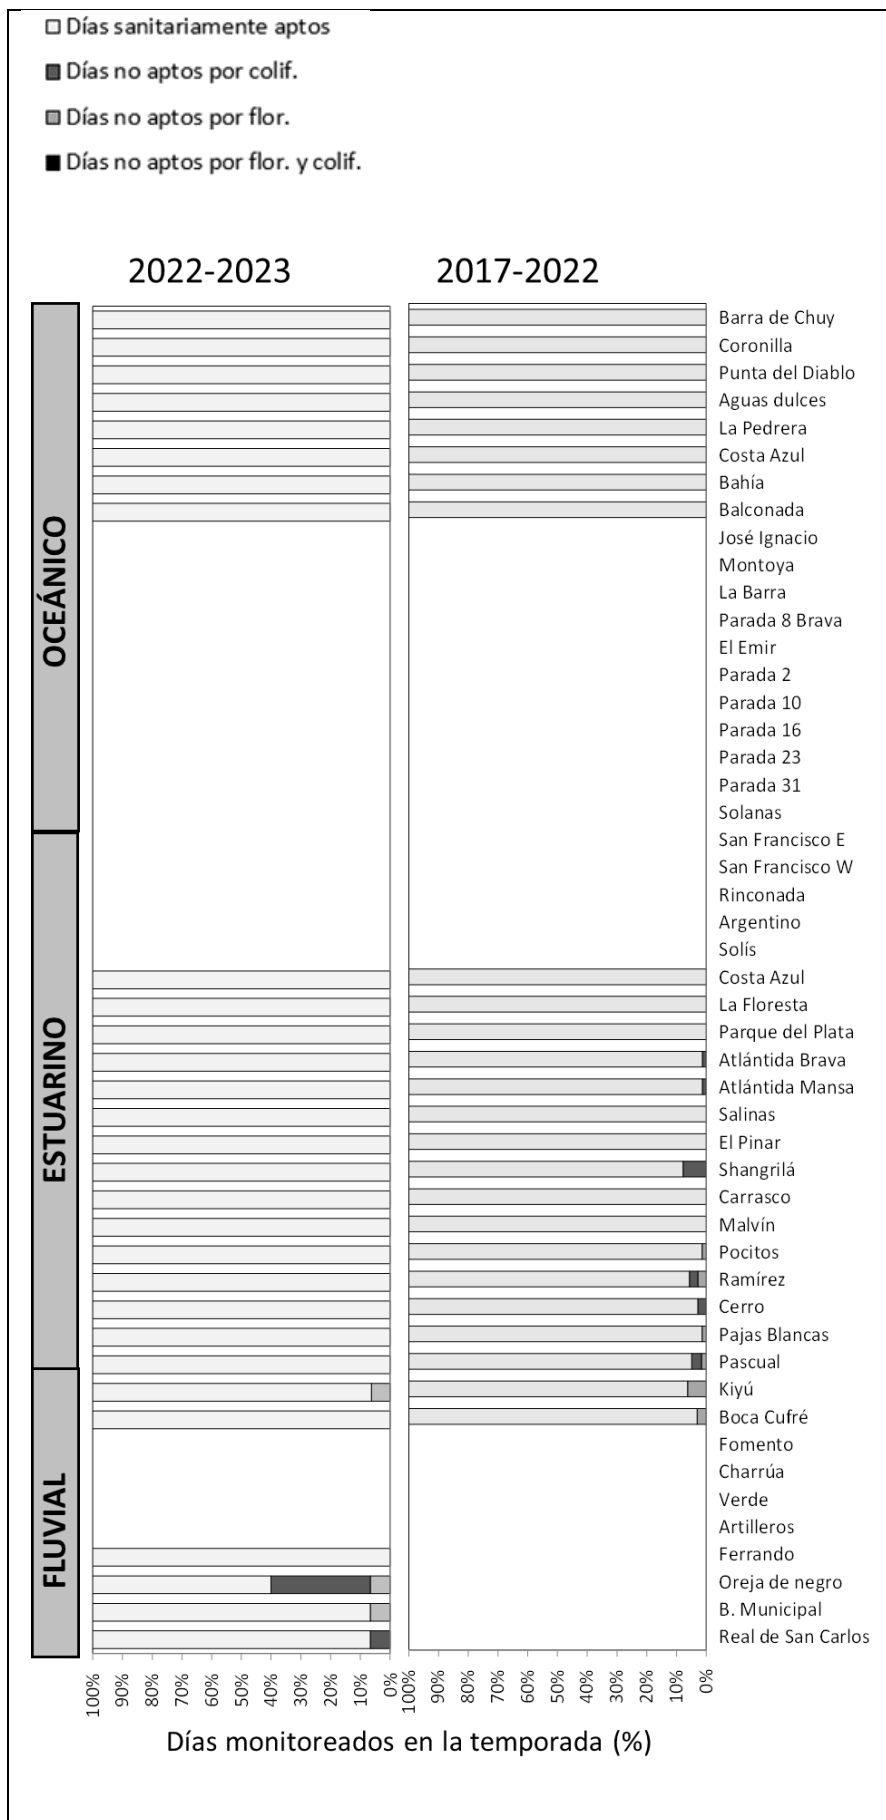 Días sanitariamente aptos
Días no aptos por colif.
Días no aptos por flor.
Días no aptos por flor. y colif.
2022-2023
2017-2022
OCEÁNICO
ESTUARINO
FLUVIAL
Barra de Chuy
Coronilla
Punta del Diablo
Aguas dulces
La Pedrera
Costa Azul
Bahía
Balconada
José Ignacio
Montoya
La Barra
Parada 8 Brava
El Emir
Parada 2
Parada 10
Parada 16
Parada 23
Parada 31
Solanas
San Francisco E
San Francisco W
Rinconada
Argentino
Solís
Costa Azul
La Floresta
Parque del Plata
Atlántida Brava
Atlántida Mansa
Salinas
El Pinar
Shangrilá
Carrasco
Malvín
Pocitos
Ramírez
Cerro
Pajas Blancas
Pascual
Kiyú
Boca Cufré
Fomento
Charrúa
Verde
Artilleros
Ferrando
Oreja de negro
B. Municipal
Real de San Carlos
100% 90% 80% 70% 60% 50% 40% 30% 20% 10% 0%
100% 90% 80% 70% 60% 50% 40% 30% 20% 10% 0%
Días monitoreados en la temporada (%)